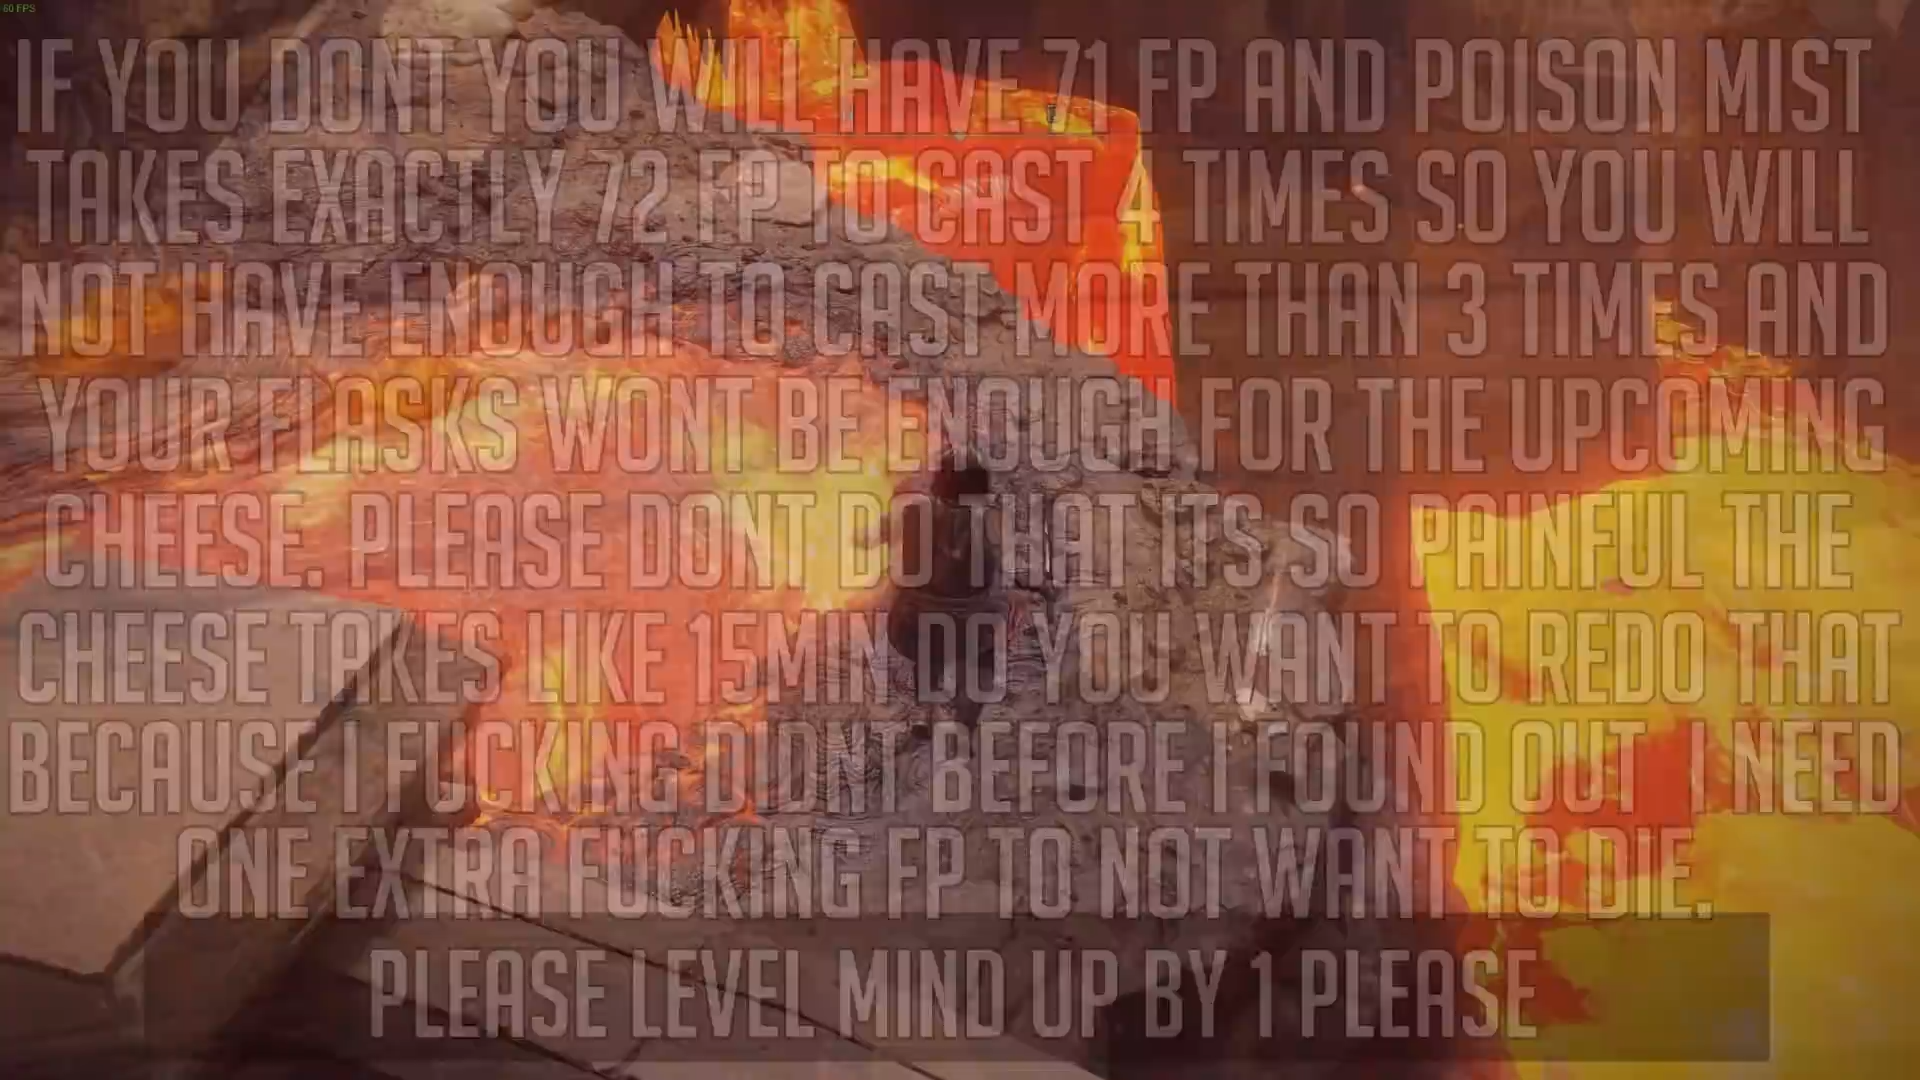 60 FPS
IF YOU DONT YOU WILL HAVE 71 FP AND POISON MIST
TAKES EXACTLY 72 FP TO CAST 4 TIMES SO YOU WILL
NOT HAVE ENOUGH TO CAST MORE THAN 3 TIMES AND
YOUR FLASKS WONT BE ENOUGH FOR THE UPCOMING
CHEESE. PLEASE DONT DO THAT ITS SO PAINFUL THE
CHEESE TAKES LIKE 15MIN DO YOU WANT TO REDO THAT
BECAUSE I FUCKING DIDNT BEFORE I FOUND OUT I NEED
ONE EXTRA FUCKING FP TO NOT WANT TO DIE.
PLEASE LEVEL MIND UP BY 1 PLEASE